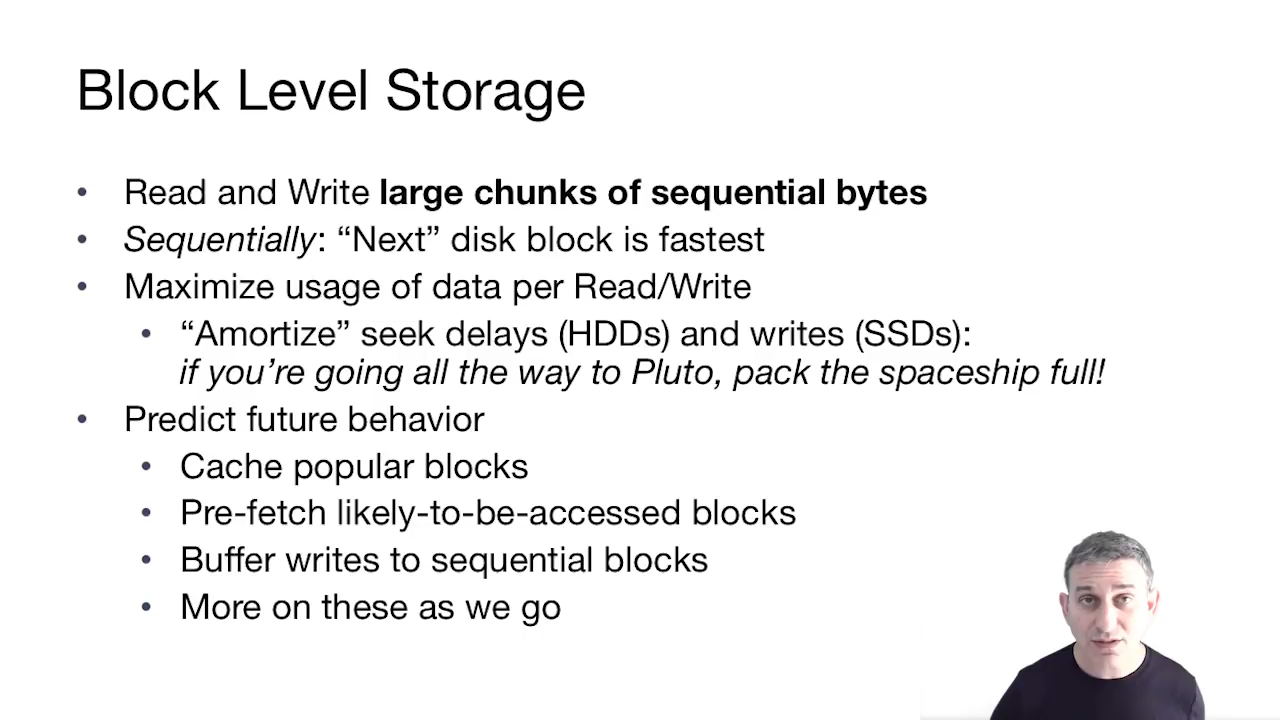 Block Level Storage
• Read and Write large chunks of sequential bytes
• Sequentially: “Next” disk block is fastest
• Maximize usage of data per Read/Write
• “Amortize” seek delays (HDDs) and writes (SSDs):
if you’re going all the way to Pluto, pack the spaceship full!
• Predict future behavior
• Cache popular blocks
• Pre-fetch likely-to-be-accessed blocks
• Buffer writes to sequential blocks
• More on these as we go